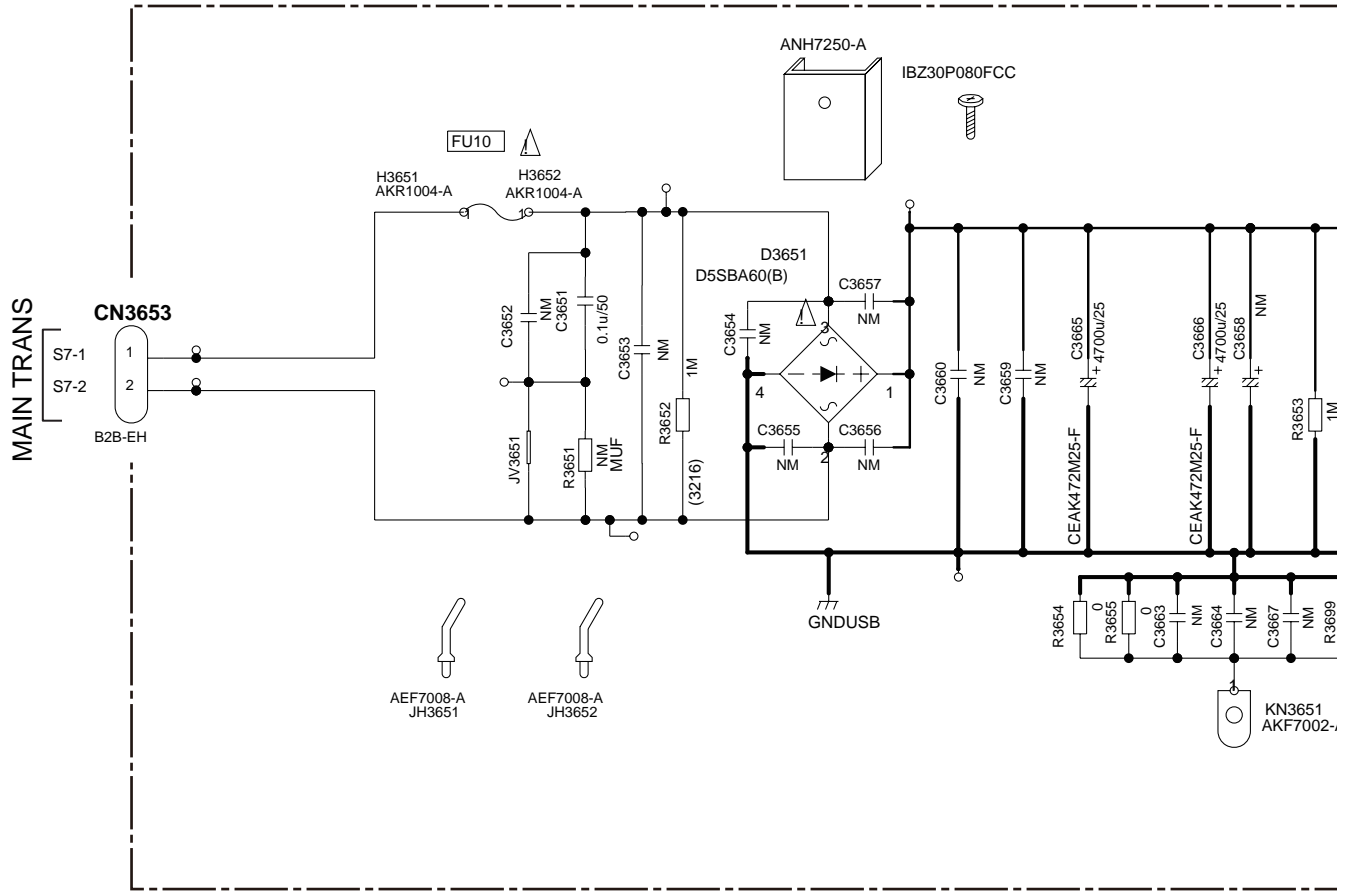 ANH7250-A
IBZ30P080FCC
FU10
H3651
AKR1004-A
H3652
AKR1004-A
1
1
MAIN TRANS
S7-1
S7-2
CN3653
1
2
B2B-EH
C3652
NM
C3651
0.1u/50
JV3651
R3651
NM
MUF
C3653
NM
R3652
1M
(3216)
D3651
D5SBA60(B)
C3654
NM
C3657
NM
3
4
1
2
C3655
NM
C3656
NM
C3660
NM
C3659
NM
C3665
+
4700u/25
CEAK472M25-F
C3666
+
4700u/25
CEAK472M25-F
C3658
+
NM
R3653
1M
GNDUSB
R3654
0
R3655
0
C3663
NM
C3664
NM
C3667
NM
R3699
1
KN3651
AKF7002-
AEF7008-A
JH3651
AEF7008-A
JH3652